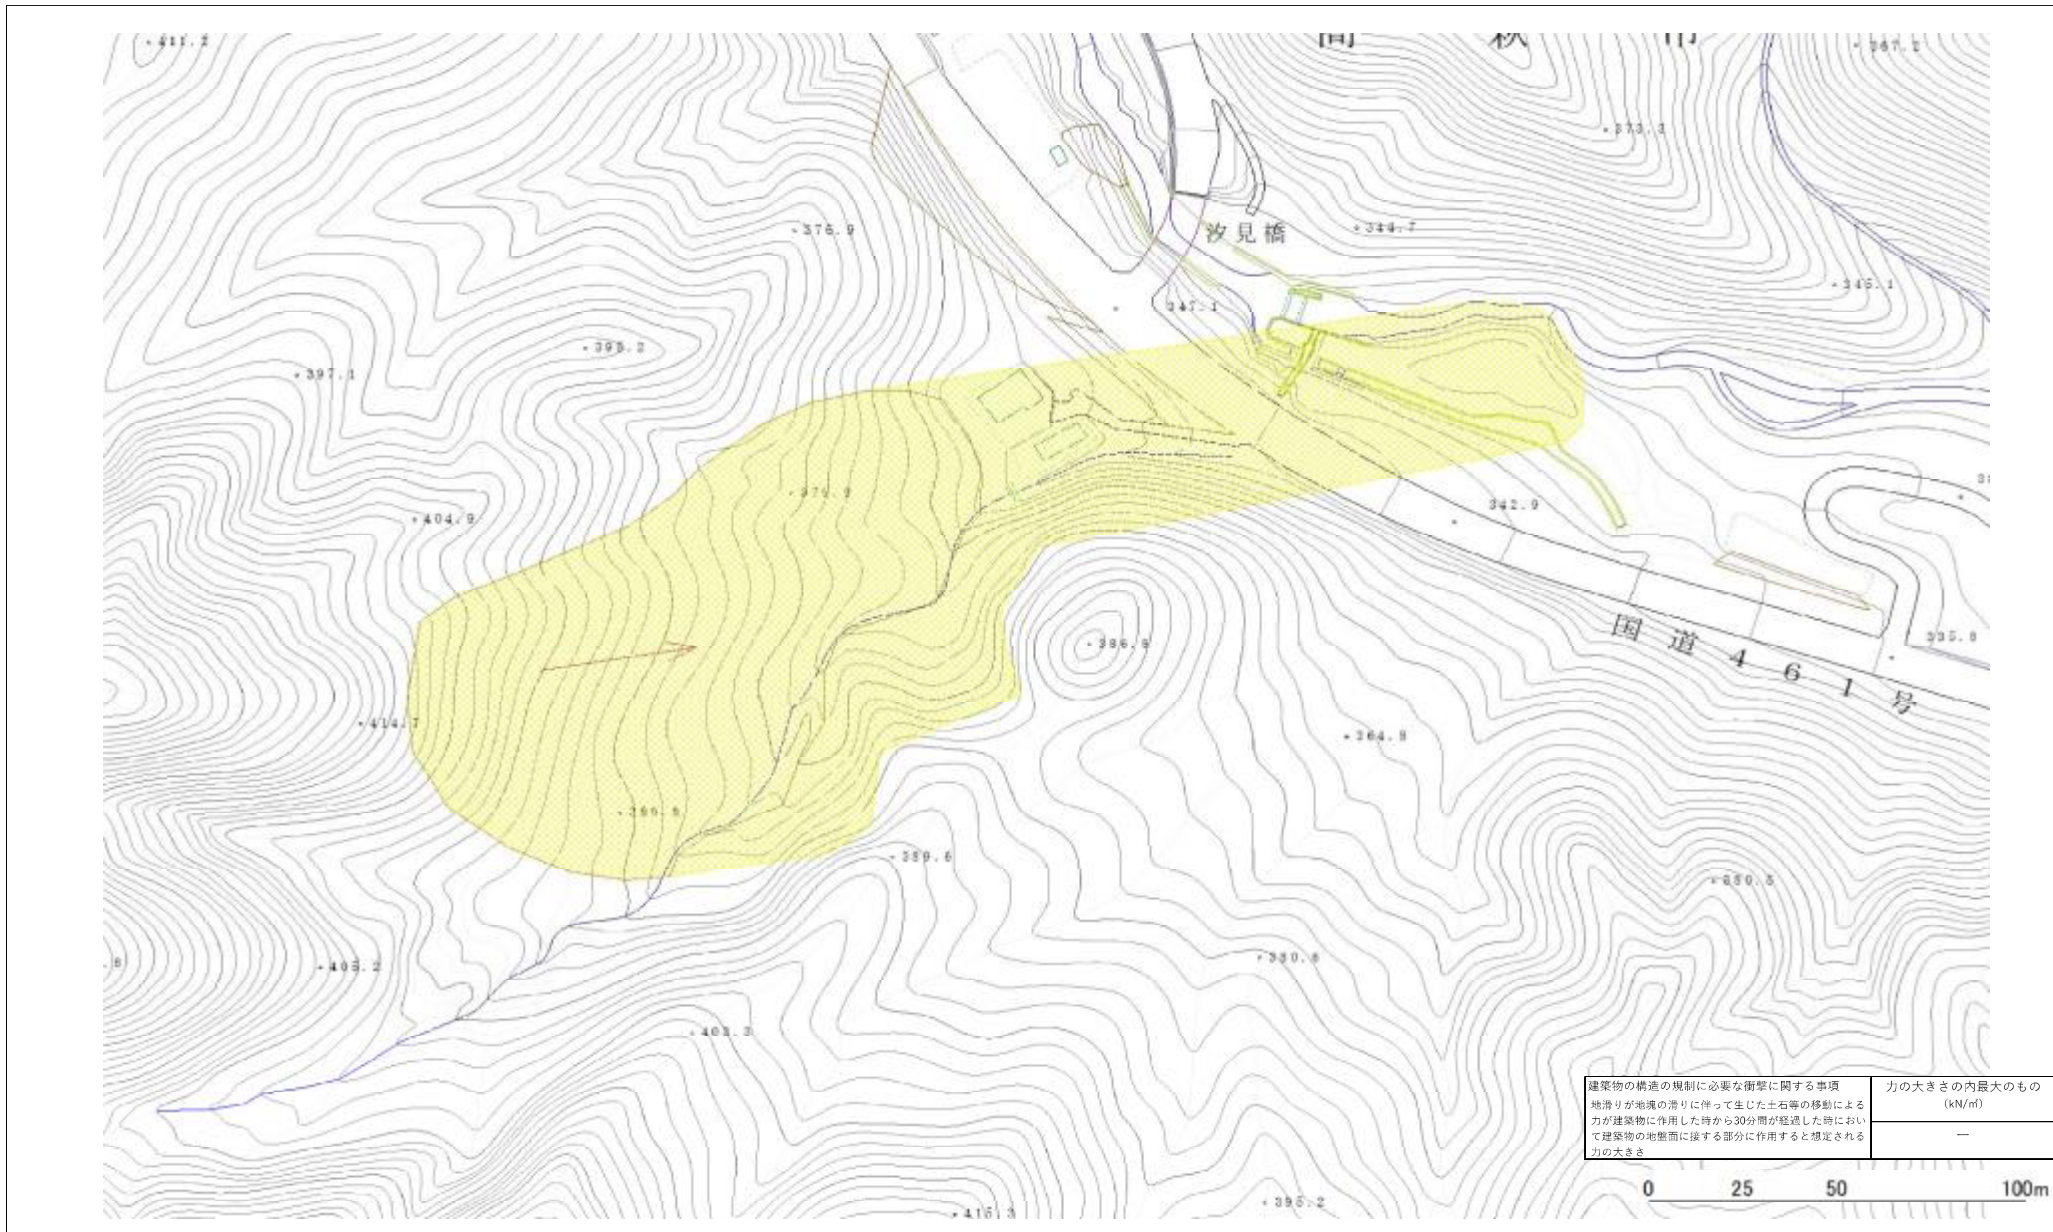 411.2
367.2
373.3
376.9
汐見橋
344.7
345.1
347.1
397.1
404.9
342.9
335.8
386.8
国道461号
414.7
364.8
389.6
405.2
403.3
395.2
415.3
建築物の構造の規制に必要な衝撃に関する事項
地滑りが地塊の滑りに伴って生じた土石等の移動による
力が建築物に作用した時から30分間が経過した時におい
て建築物の地盤面に接する部分に作用すると想定される
力の大きさ
力の大きさの内最大のもの
(kN/㎡)
―
0 25 50 100m